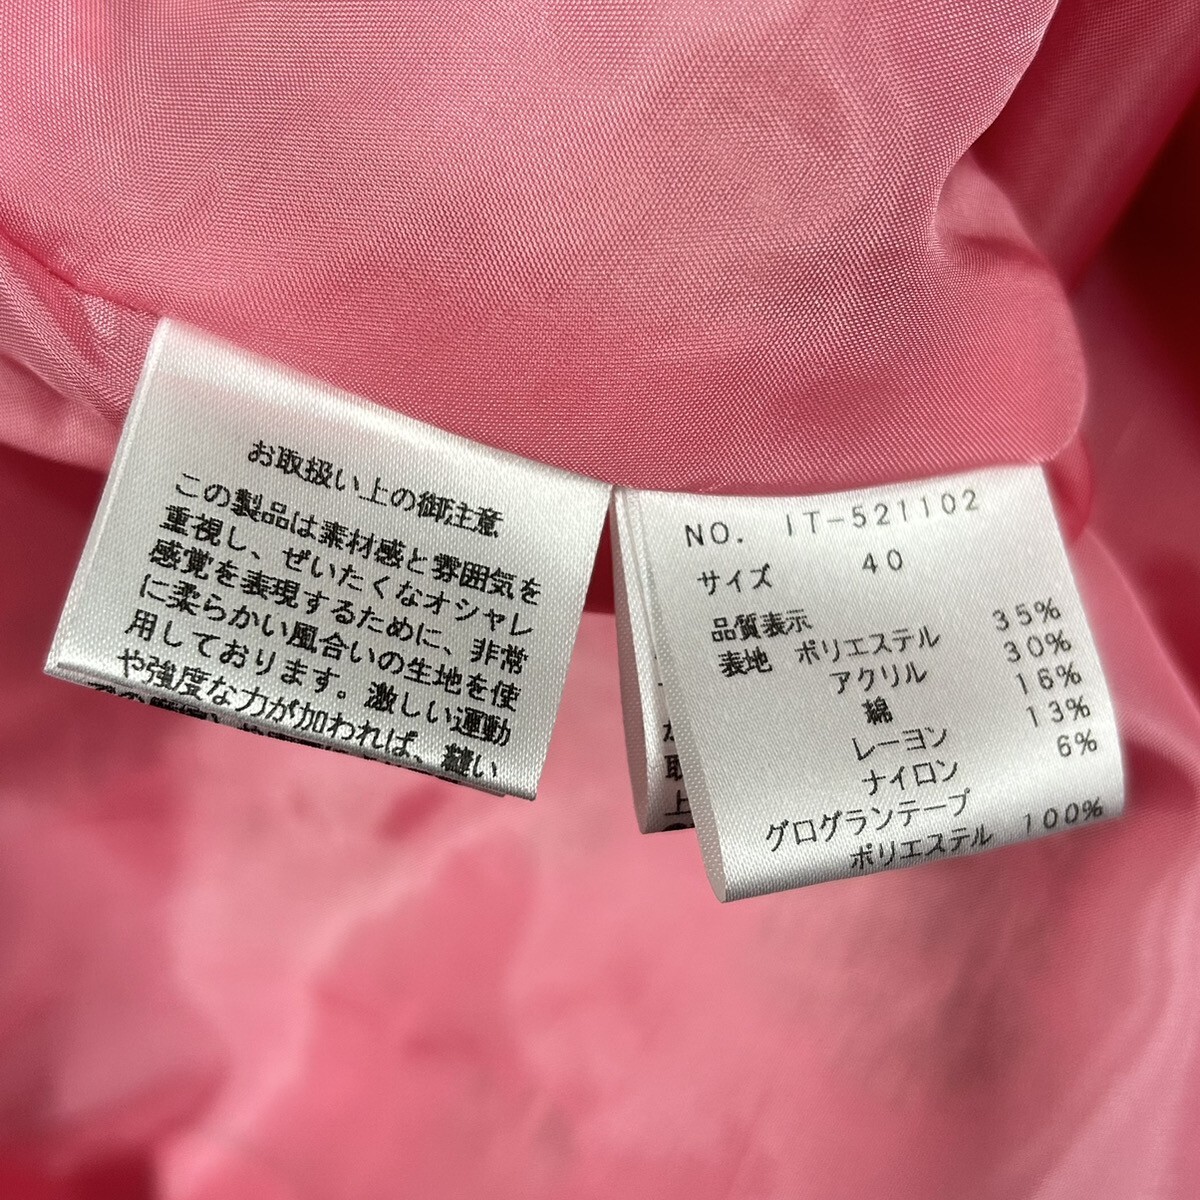 お取扱い上の御注意
この製品は素材感と雰囲気を
重視し、ぜいたくなオシャレ
感覚を表現するために、非常
に柔らかい風合いの生地を使
用しております。激しい運動
や強度な力が加われば、縫い
NO. IT-521102
サイズ 40
品質表示
表地 ポリエステル 35%
アクリル 30%
綿 16%
レーヨン 13%
ナイロン 6%
グログランテープ
ポリエステル 100%
取
上